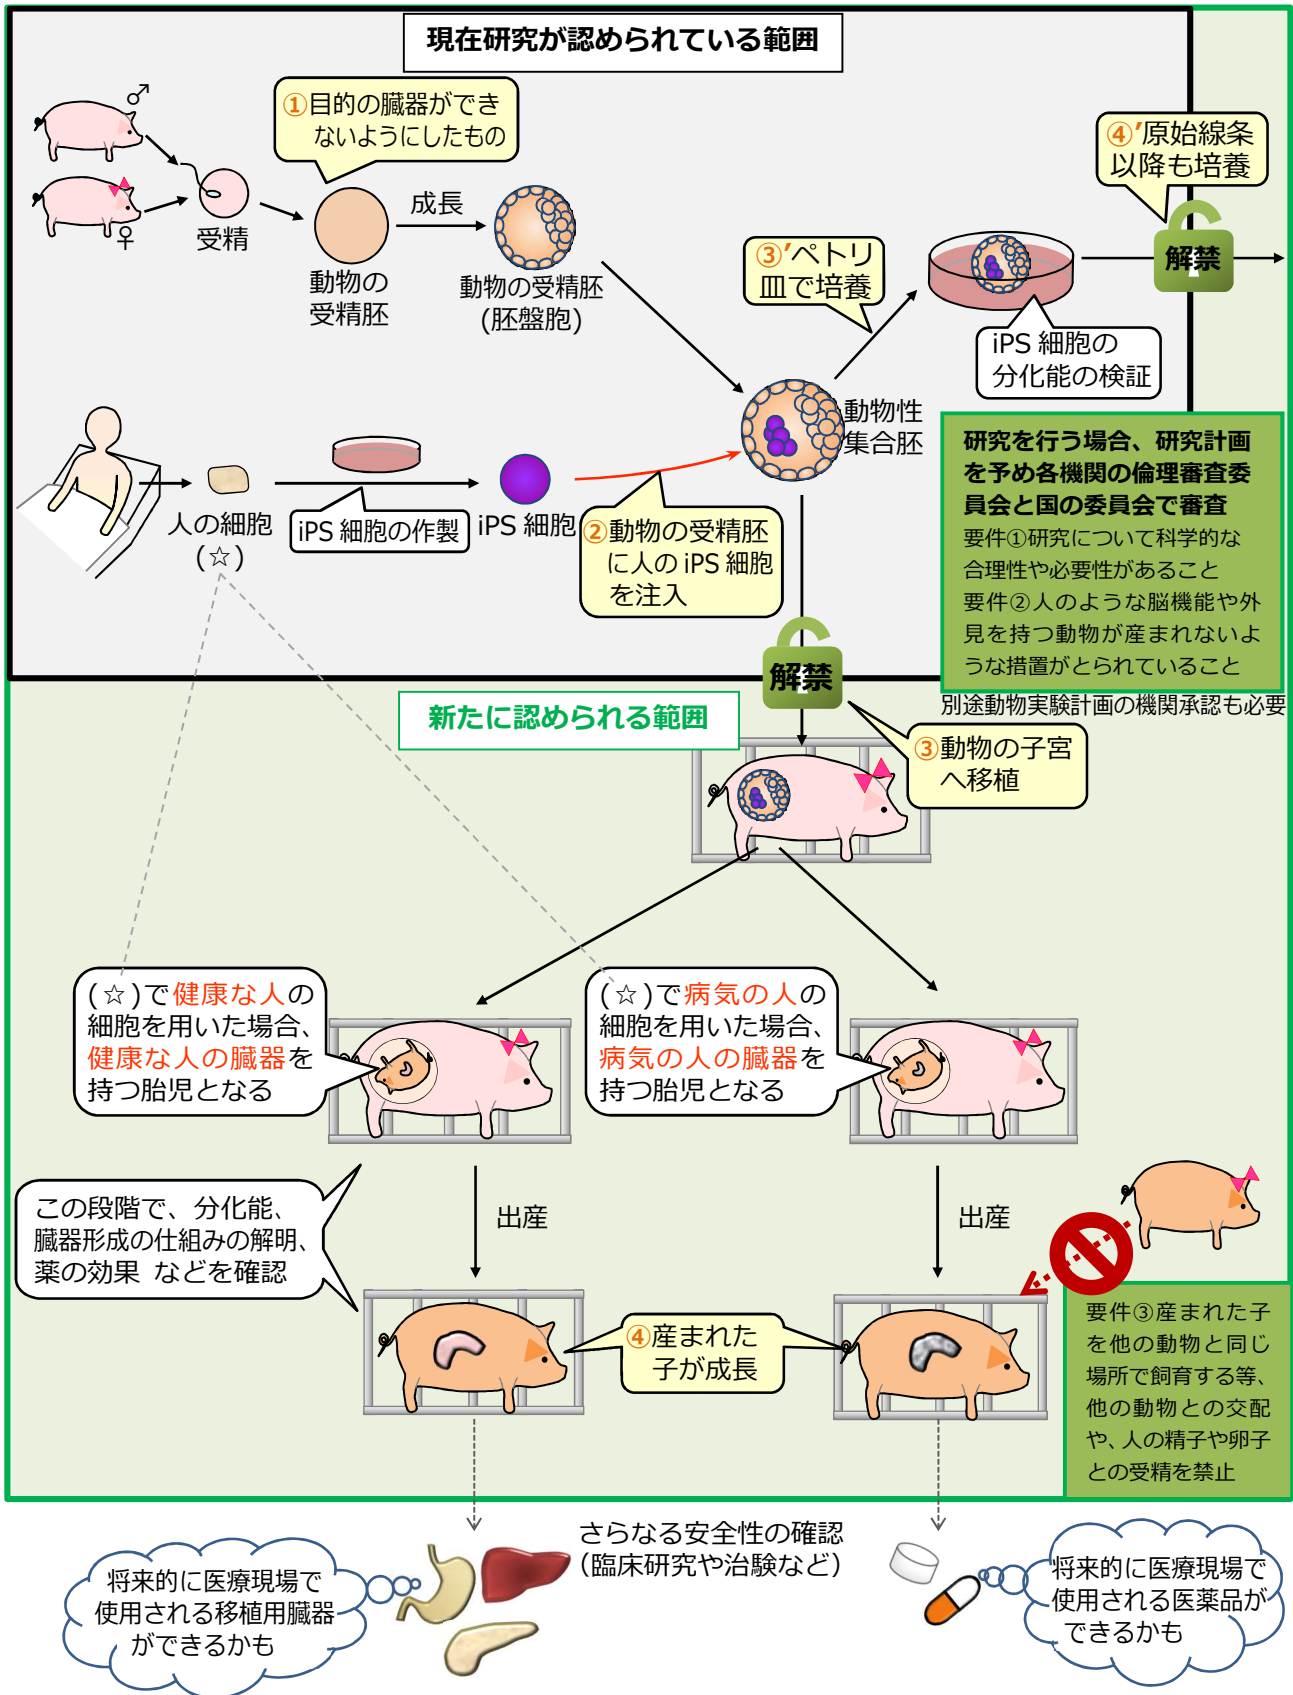 現在研究が認められている範囲
①目的の臓器ができ
ないようにしたもの
♂
♀
受精
動物の
受精胚
成長
動物の受精胚
(胚盤胞)
③’ペトリ
皿で培養
④’原始線条
以降も培養
解禁
iPS 細胞の
分化能の検証
動物性
集合胚
人の細胞
(☆)
iPS 細胞の作製
iPS 細胞
②動物の受精胚
に人の iPS 細胞
を注入
研究を行う場合、研究計画
を予め各機関の倫理審査委
員会と国の委員会で審査
要件①研究について科学的な
合理性や必要性があること
要件②人のような脳機能や外
見を持つ動物が産まれないよ
うな措置がとられていること
別途動物実験計画の機関承認も必要
解禁
新たに認められる範囲
③動物の子宮
へ移植
(☆)で健康な人の
細胞を用いた場合、
健康な人の臓器を
持つ胎児となる
(☆)で病気の人の
細胞を用いた場合、
病気の人の臓器を
持つ胎児となる
この段階で、分化能、
臓器形成の仕組みの解明、
薬の効果 などを確認
出産
出産
④産まれた
子が成長
要件③産まれた子
を他の動物と同じ
場所で飼育する等、
他の動物との交配
や、人の精子や卵子
との受精を禁止
さらなる安全性の確認
(臨床研究や治験など)
将来的に医療現場で
使用される移植用臓器
ができるかも
将来的に医療現場で
使用される医薬品が
できるかも